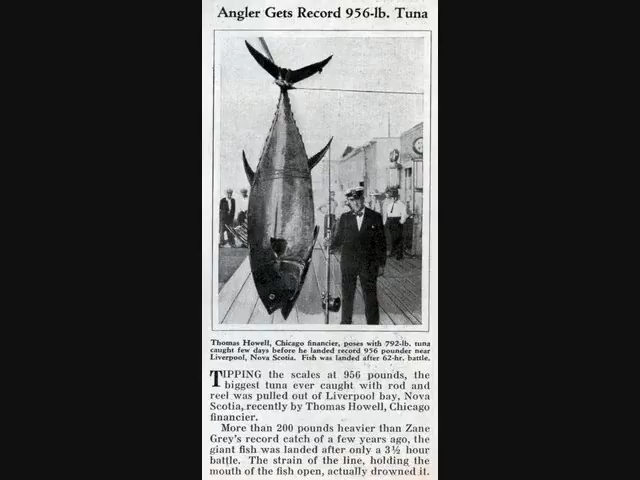 Angler Gets Record 956-lb. Tuna
Thomas Howell, Chicago financier, poses with 792-lb. tuna
caught few days before he landed record 956 pounder near
Liverpool, Nova Scotia. Fish was landed after 62-hr. battle.
TIPPING the scales at 956 pounds, the
biggest tuna ever caught with rod and
reel was pulled out of Liverpool bay, Nova
Scotia, recently by Thomas Howell, Chicago
financier.
More than 200 pounds heavier than Zane
Grey's record catch of a few years ago, the
giant fish was landed after only a 3½ hour
battle. The strain of the line, holding the
mouth of the fish open, actually drowned it.